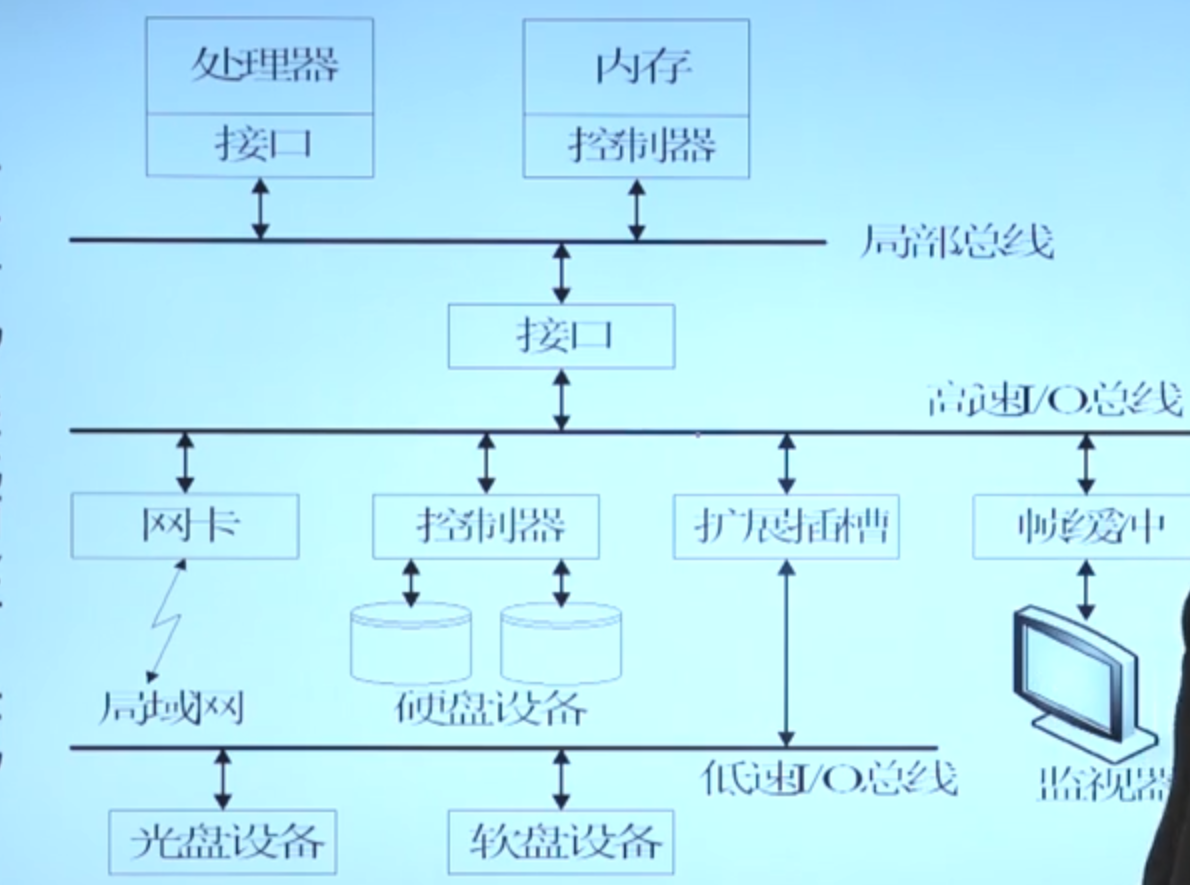 处理器
内存
接口
控制器
局部总线
接口
高速I/O总线
网卡
控制器
扩展插槽
帧缓冲
局域网
硬盘设备
低速I/O总线
监视器
光盘设备
软盘设备